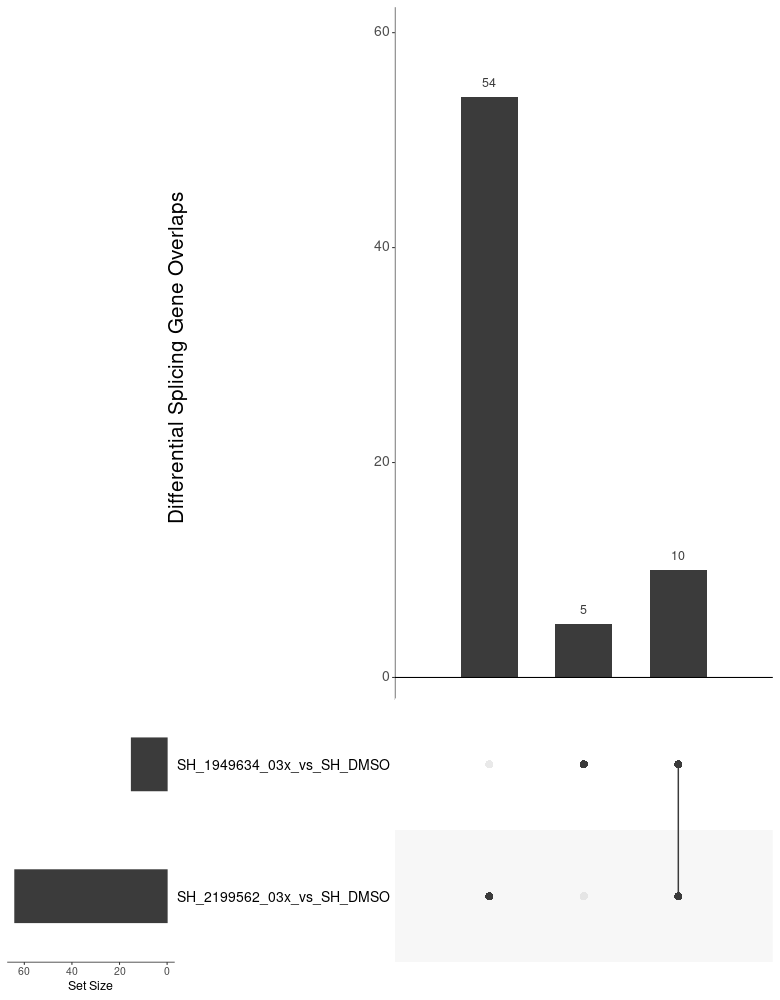 Differential Splicing Gene Overlaps
60
40
20
0
54
5
10
SH_1949634_03x_vs_SH_DMSO
SH_2199562_03x_vs_SH_DMSO
60 40 20 0
Set Size